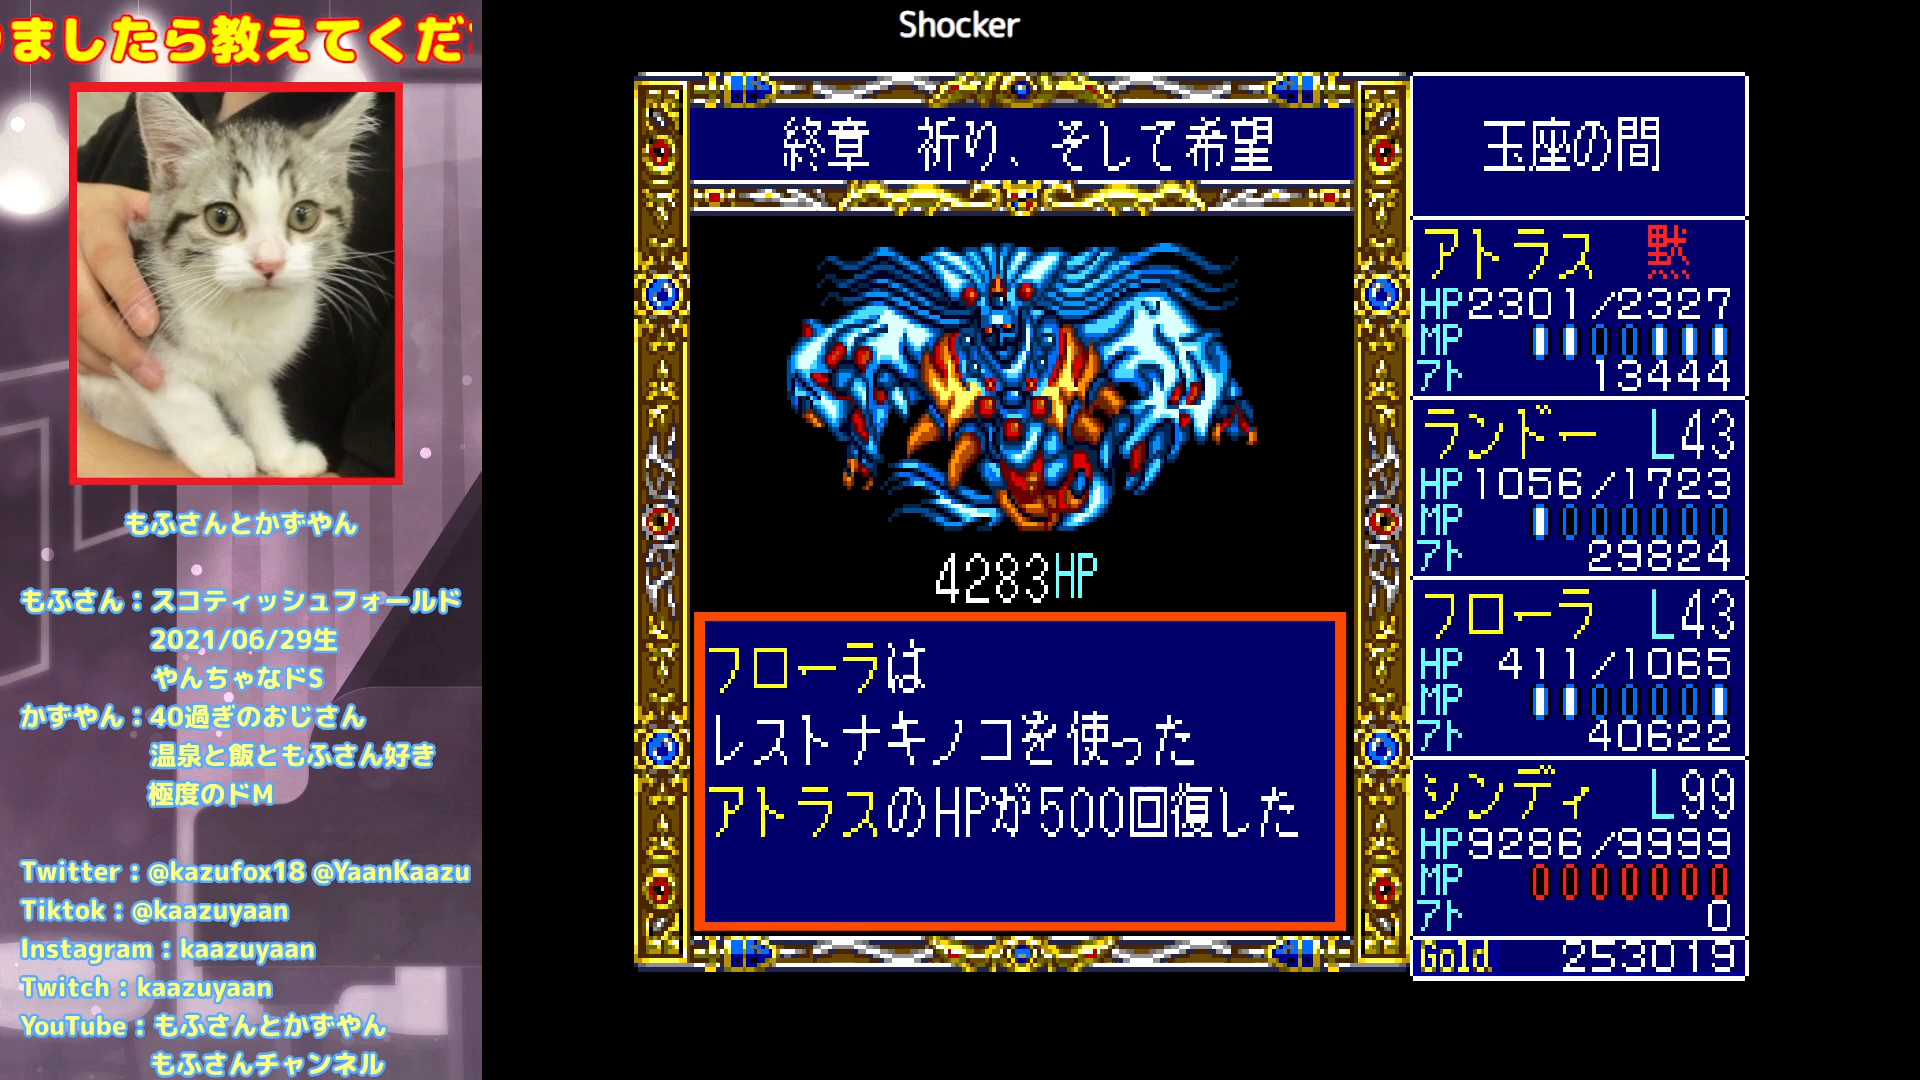 ましたら教えてくだ
もふさんとかずやん
もふさん：スコティッシュフォールド
2021/06/29生
やんちゃなドS
かずやん：40過ぎのおじさん
温泉と飯ともふさん好き
極度のドM
Twitter：@kazufox18 @YaanKaazu
Tiktok：@kaazuyaan
Instagram：kaazuyaan
Twitch：kaazuyaan
YouTube：もふさんとかずやん
もふさんチャンネル
Shocker
終章 祈り、そして希望
4283HP
フローラは
レストナキノコを使った
アトラスのHPが500回復した
玉座の間
アトラス 黙
HP2301/2327
MP
アト 13444
ランドー L43
HP1056/1723
MP
アト 29824
フローラ L43
HP 411/1065
MP
アト 40622
シンディ L99
HP9286/9999
MP
アト 0
Gold 253019